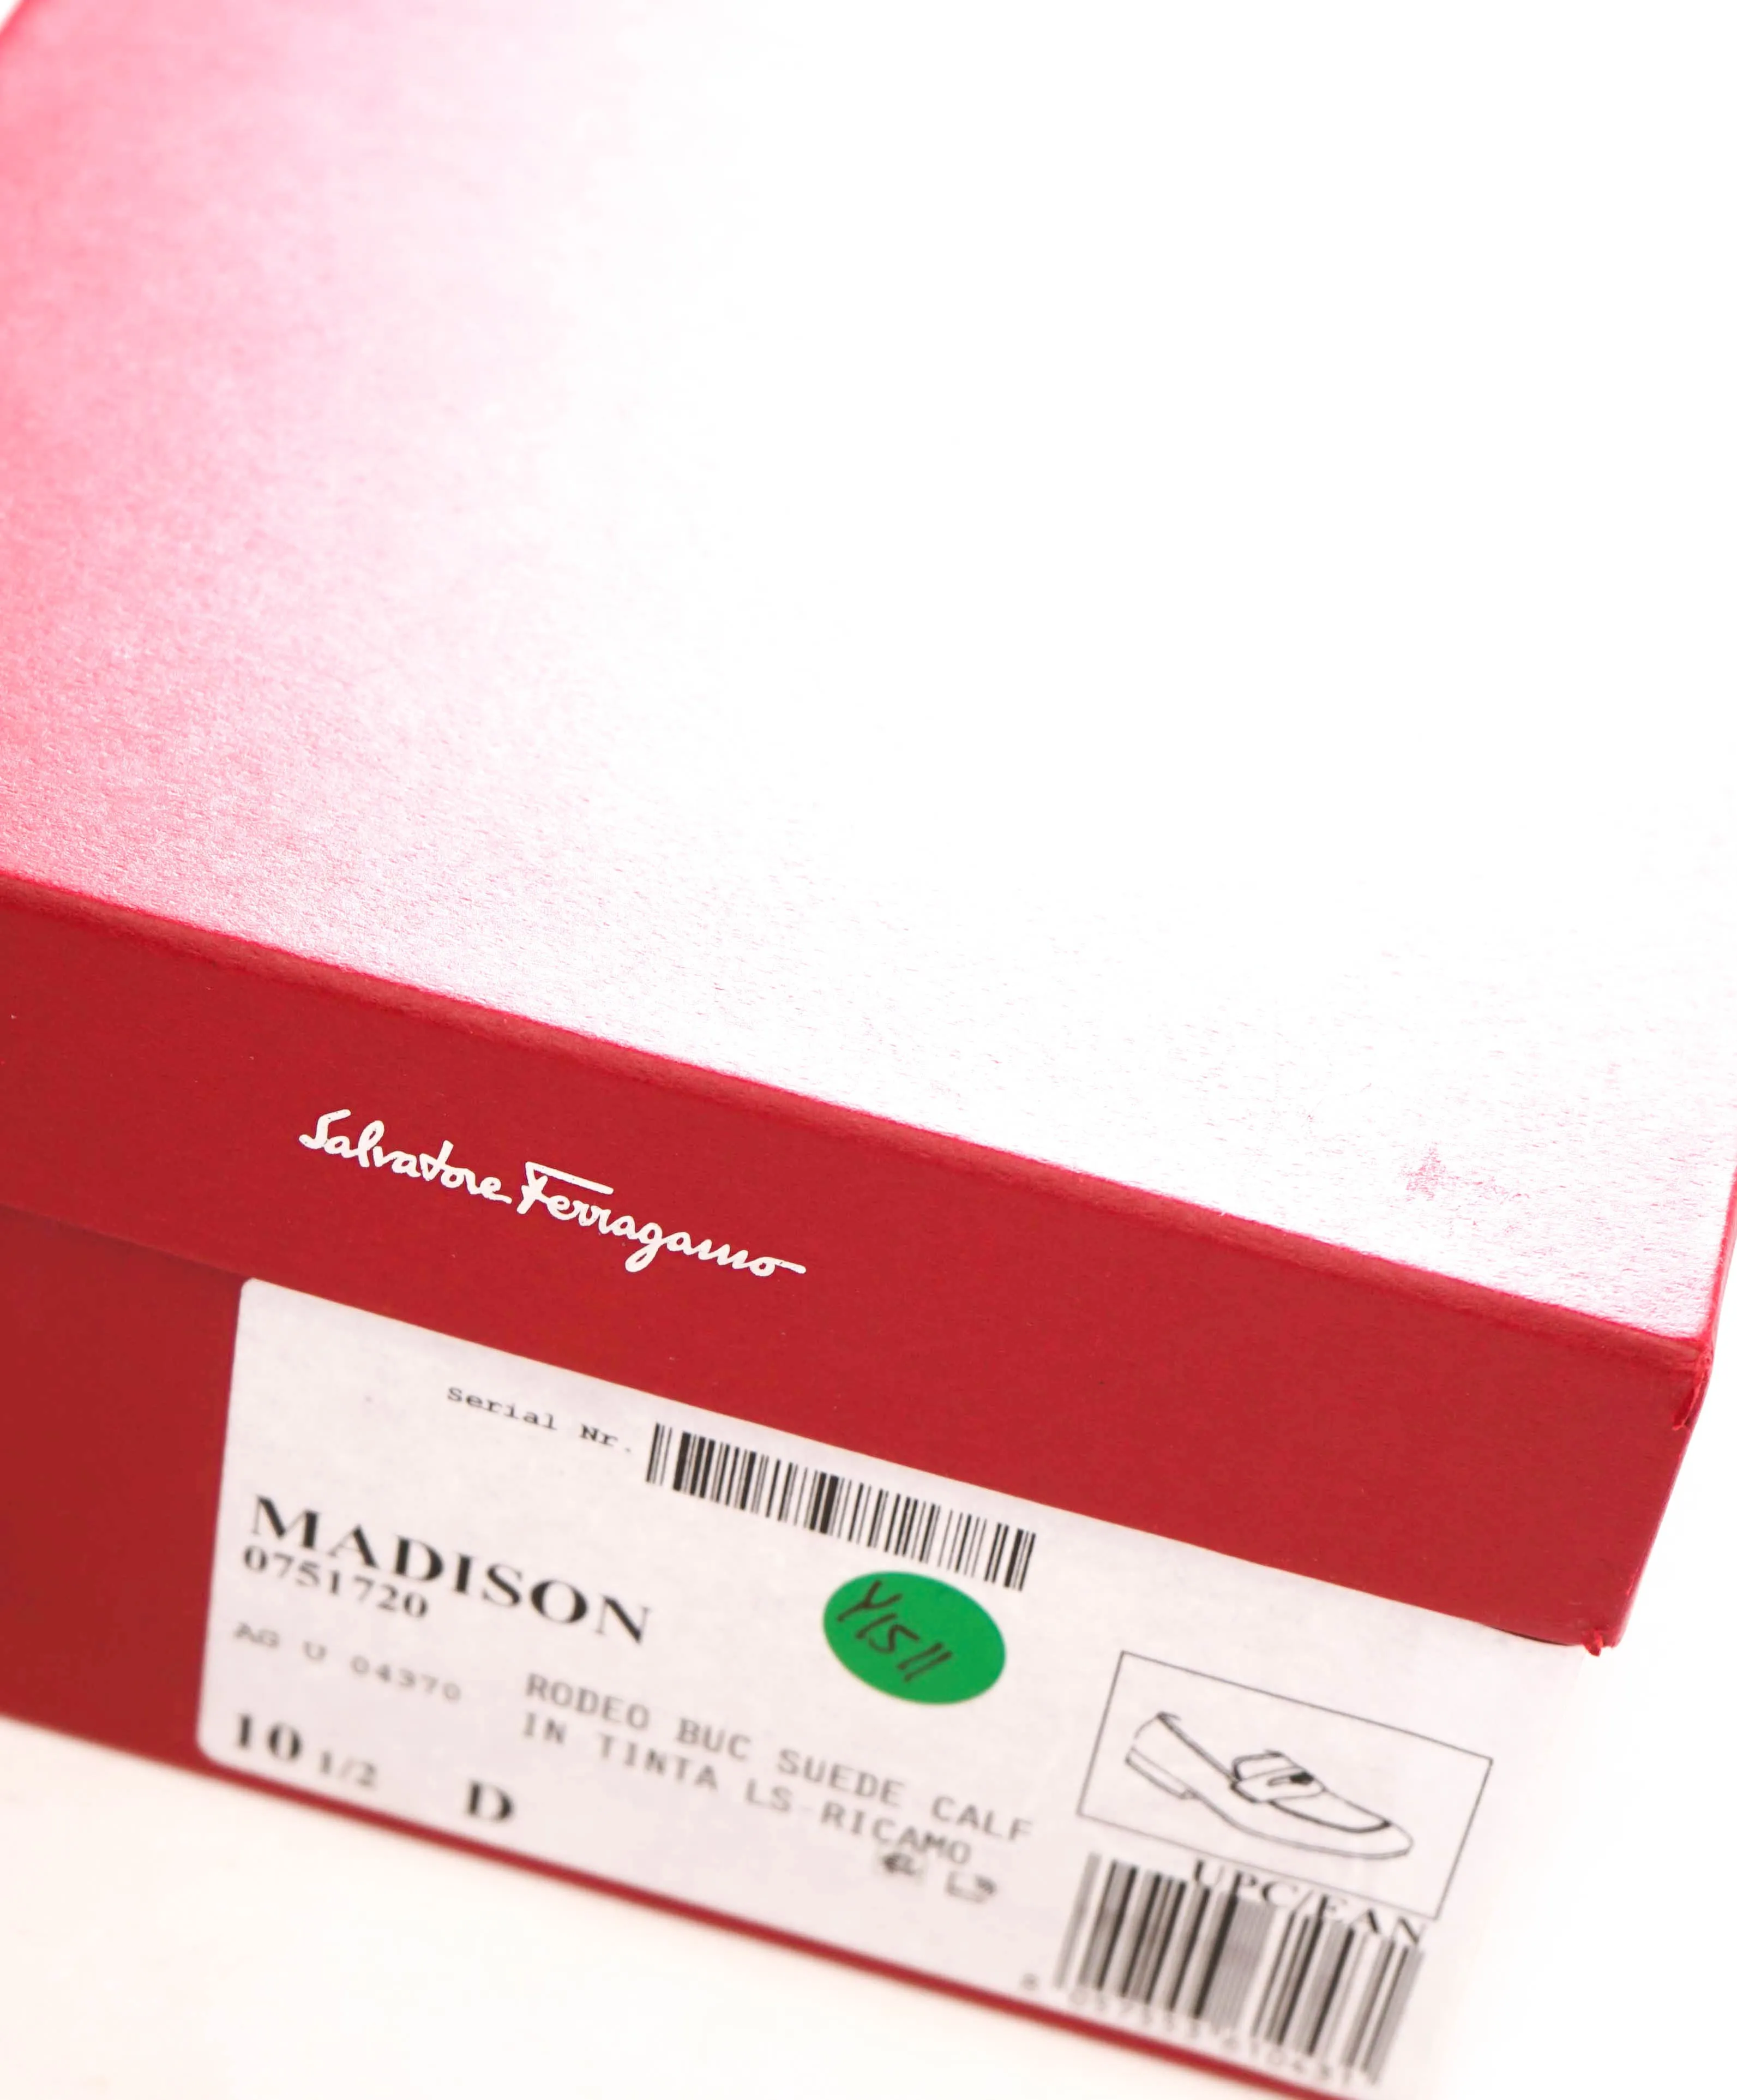 Salvatore Ferragamo
Serial Nr.
MADISON
0751720
Y1511
AG U 04370
RODEO BUC SUEDE CALF
IN TINTA LS-RICAMO
10 1/2 D
UPC/EAN